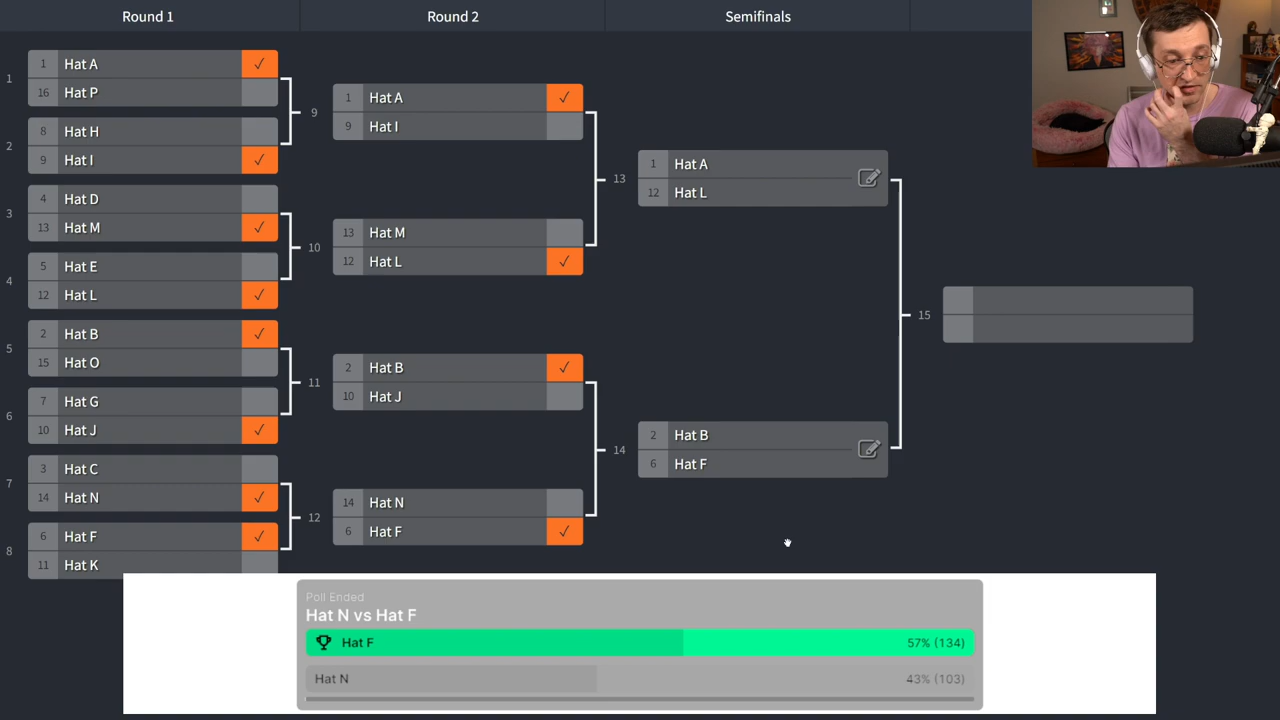 Round 1
Round 2
Semifinals
1
1 Hat A ✓
16 Hat P
2
8 Hat H
9 Hat I ✓
3
4 Hat D
13 Hat M ✓
4
5 Hat E
12 Hat L ✓
5
2 Hat B ✓
15 Hat O
6
7 Hat G
10 Hat J ✓
7
3 Hat C
14 Hat N ✓
8
6 Hat F ✓
11 Hat K
9
1 Hat A ✓
9 Hat I
10
13 Hat M
12 Hat L ✓
11
2 Hat B ✓
10 Hat J
12
14 Hat N
6 Hat F ✓
13
1 Hat A
12 Hat L
14
2 Hat B
6 Hat F
15
Poll Ended
Hat N vs Hat F
Hat F 57% (134)
Hat N 43% (103)